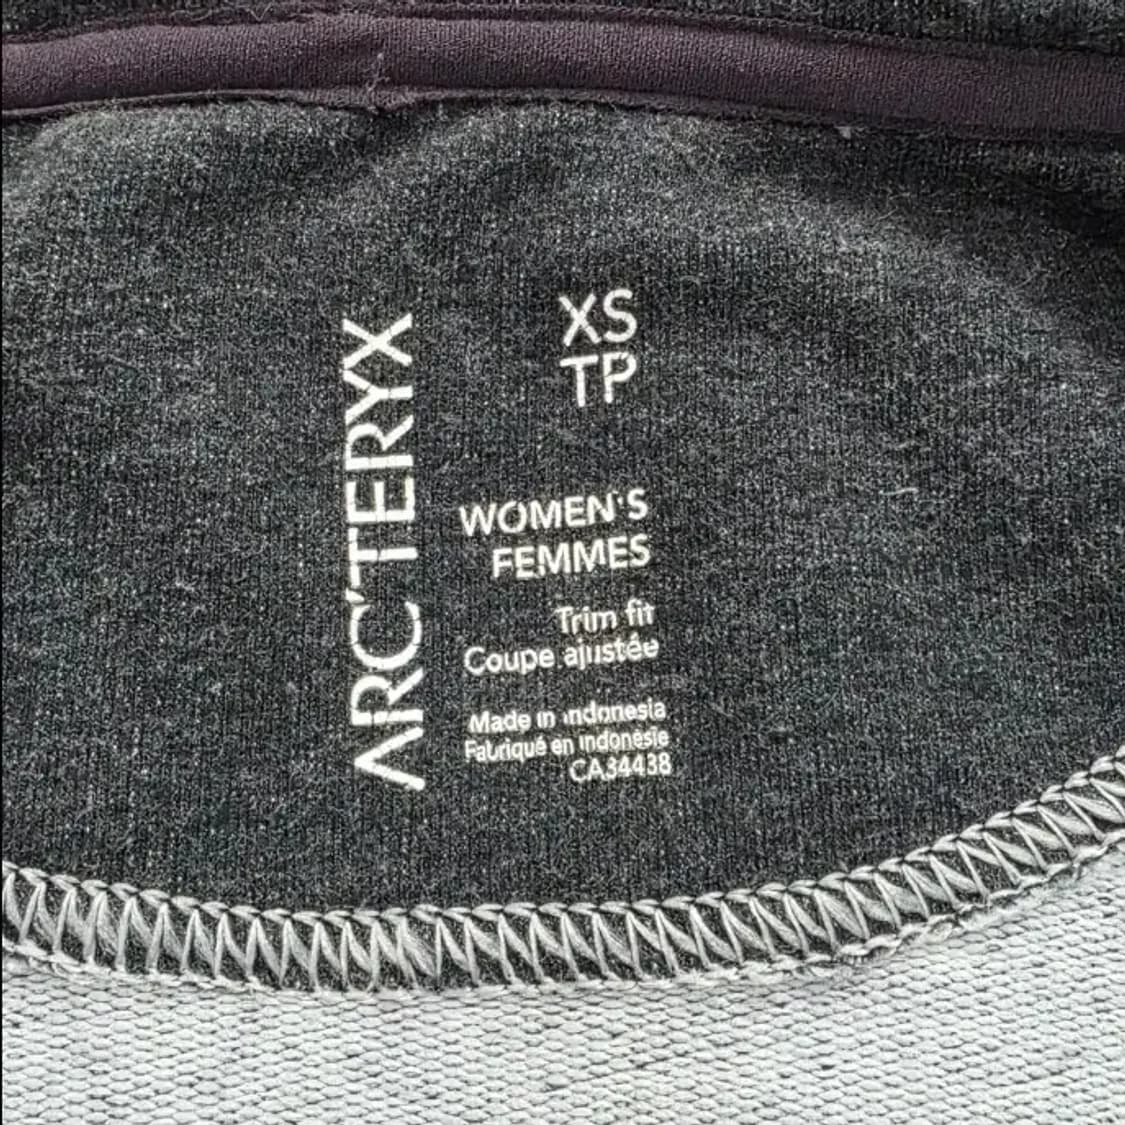 ARC'TERYX
XS
TP
WOMEN'S
FEMMES
Trim fit
Coupe ajustée
Made in Indonesia
Fabriqué en Indonésie
CA34438